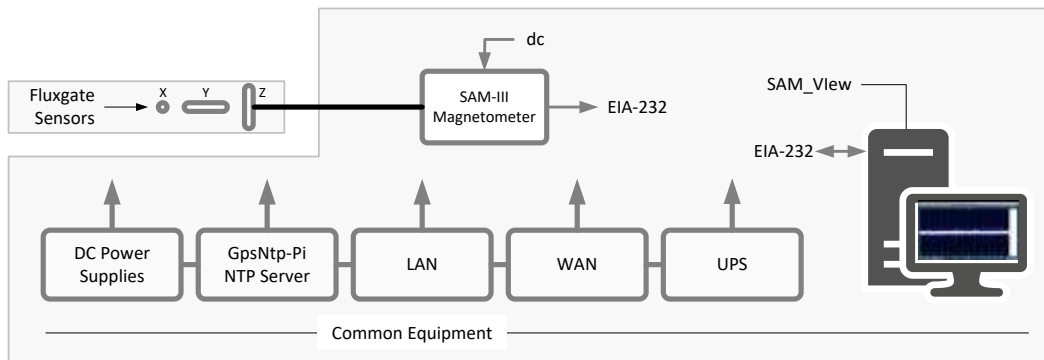 dc
X Y Z
Fluxgate
Sensors
SAM-III
Magnetometer
EIA-232
SAM_VIew
EIA-232
DC Power
Supplies
GpsNtp-Pi
NTP Server
LAN
WAN
UPS
Common Equipment